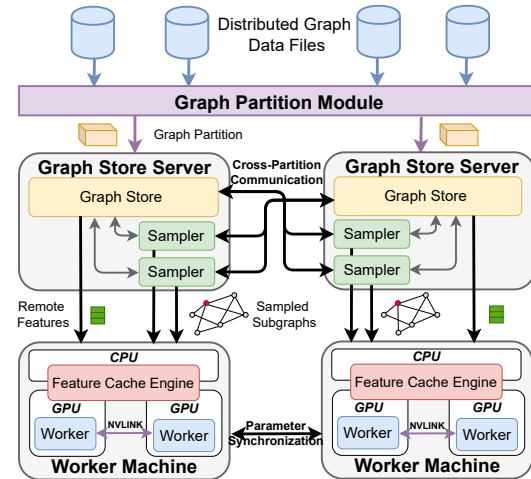 Distributed Graph
Data Files
Graph Partition Module
Graph Partition
Graph Store Server
Cross-Partition
Communication
Graph Store Server
Graph Store
Graph Store
Sampler
Sampler
Sampler
Sampler
Remote
Features
Sampled
Subgraphs
CPU
CPU
Feature Cache Engine
Feature Cache Engine
GPU
GPU
GPU
GPU
Worker
NVLINK
Worker
Worker
NVLINK
Worker
Parameter
Synchronization
Worker Machine
Worker Machine